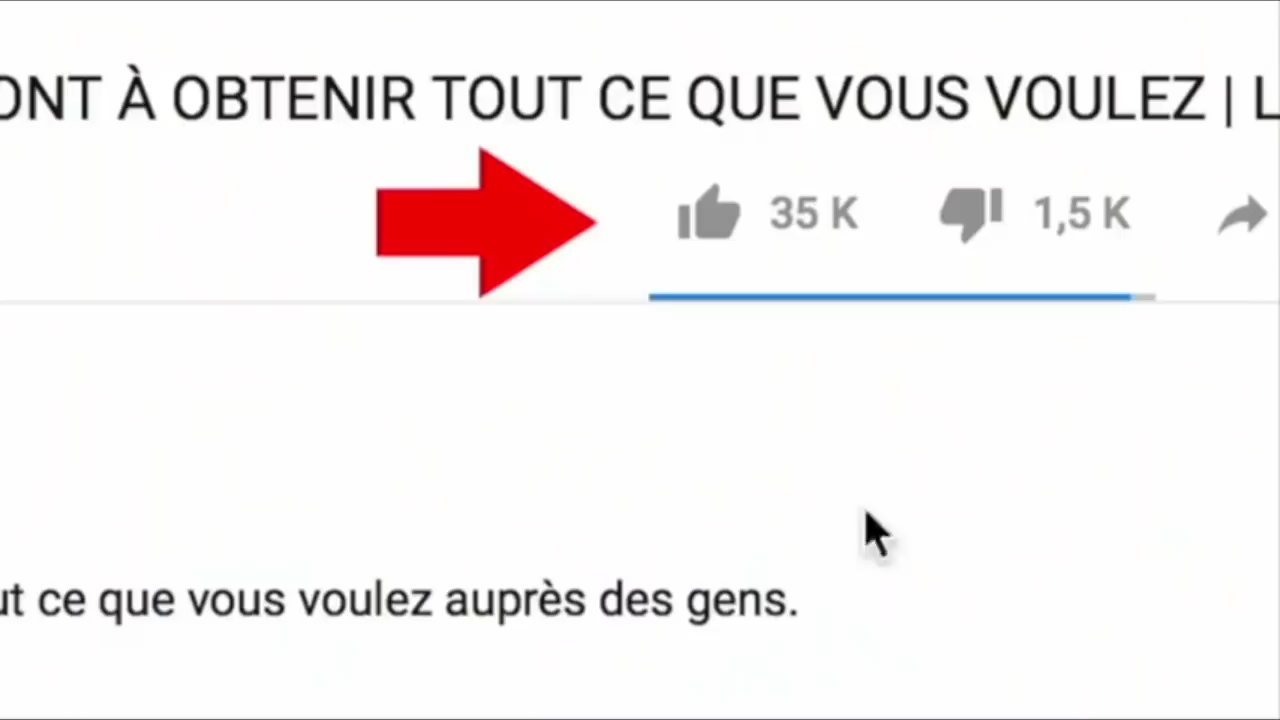 ONT À OBTENIR TOUT CE QUE VOUS VOULEZ | L
35 K 1,5 K
ut ce que vous voulez auprès des gens.